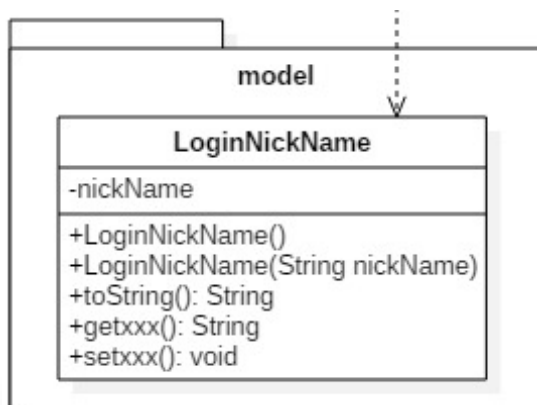 model
LoginNickName
-nickName
+LoginNickName()
+LoginNickName(String nickName)
+toString(): String
+getxxx(): String
+setxxx(): void